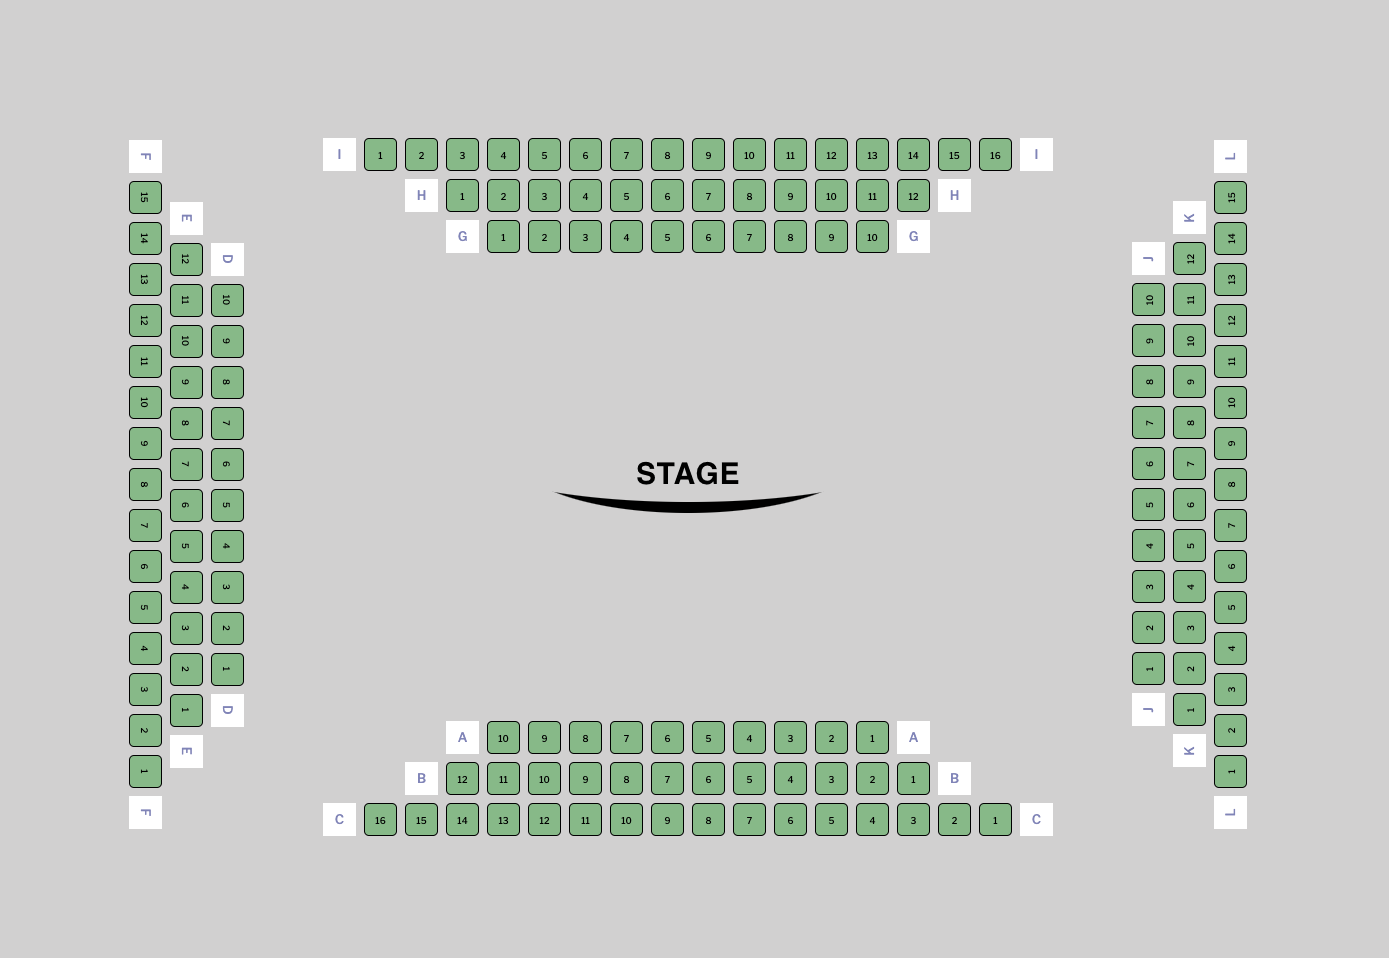 I 1 2 3 4 5 6 7 8 9 10 11 12 13 14 15 16 I
H 1 2 3 4 5 6 7 8 9 10 11 12 H
G 1 2 3 4 5 6 7 8 9 10 G
F 15 14 13 12 11 10 9 8 7 6 5 4 3 2 1 F
E 12 11 10 9 8 7 6 5 4 3 2 1 E
D 10 9 8 7 6 5 4 3 2 1 D
STAGE
J 10 9 8 7 6 5 4 3 2 1 J
K 12 11 10 9 8 7 6 5 4 3 2 1 K
L 15 14 13 12 11 10 9 8 7 6 5 4 3 2 1 L
A 10 9 8 7 6 5 4 3 2 1 A
B 12 11 10 9 8 7 6 5 4 3 2 1 B
C 16 15 14 13 12 11 10 9 8 7 6 5 4 3 2 1 C